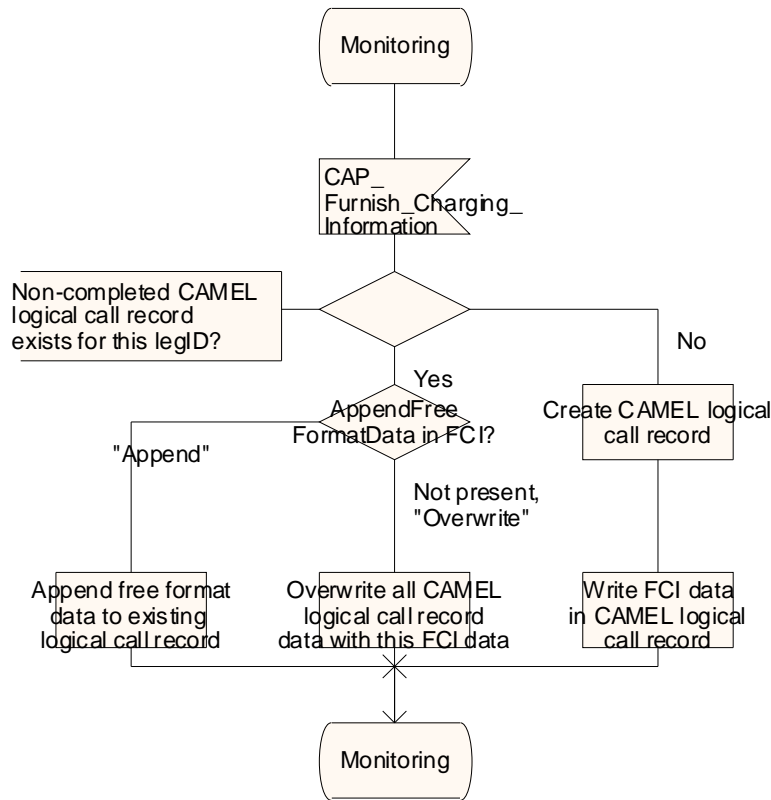 Monitoring
CAP_
Furnish_Charging_
Information
Non-completed CAMEL
logical call record
exists for this legID?
No
Yes
AppendFree
FormatData in FCI?
Create CAMEL logical
call record
"Append"
Not present,
"Overwrite"
Append free format
data to existing
logical call record
Overwrite all CAMEL
logical call record
data with this FCI data
Write FCI data
in CAMEL logical
call record
Monitoring